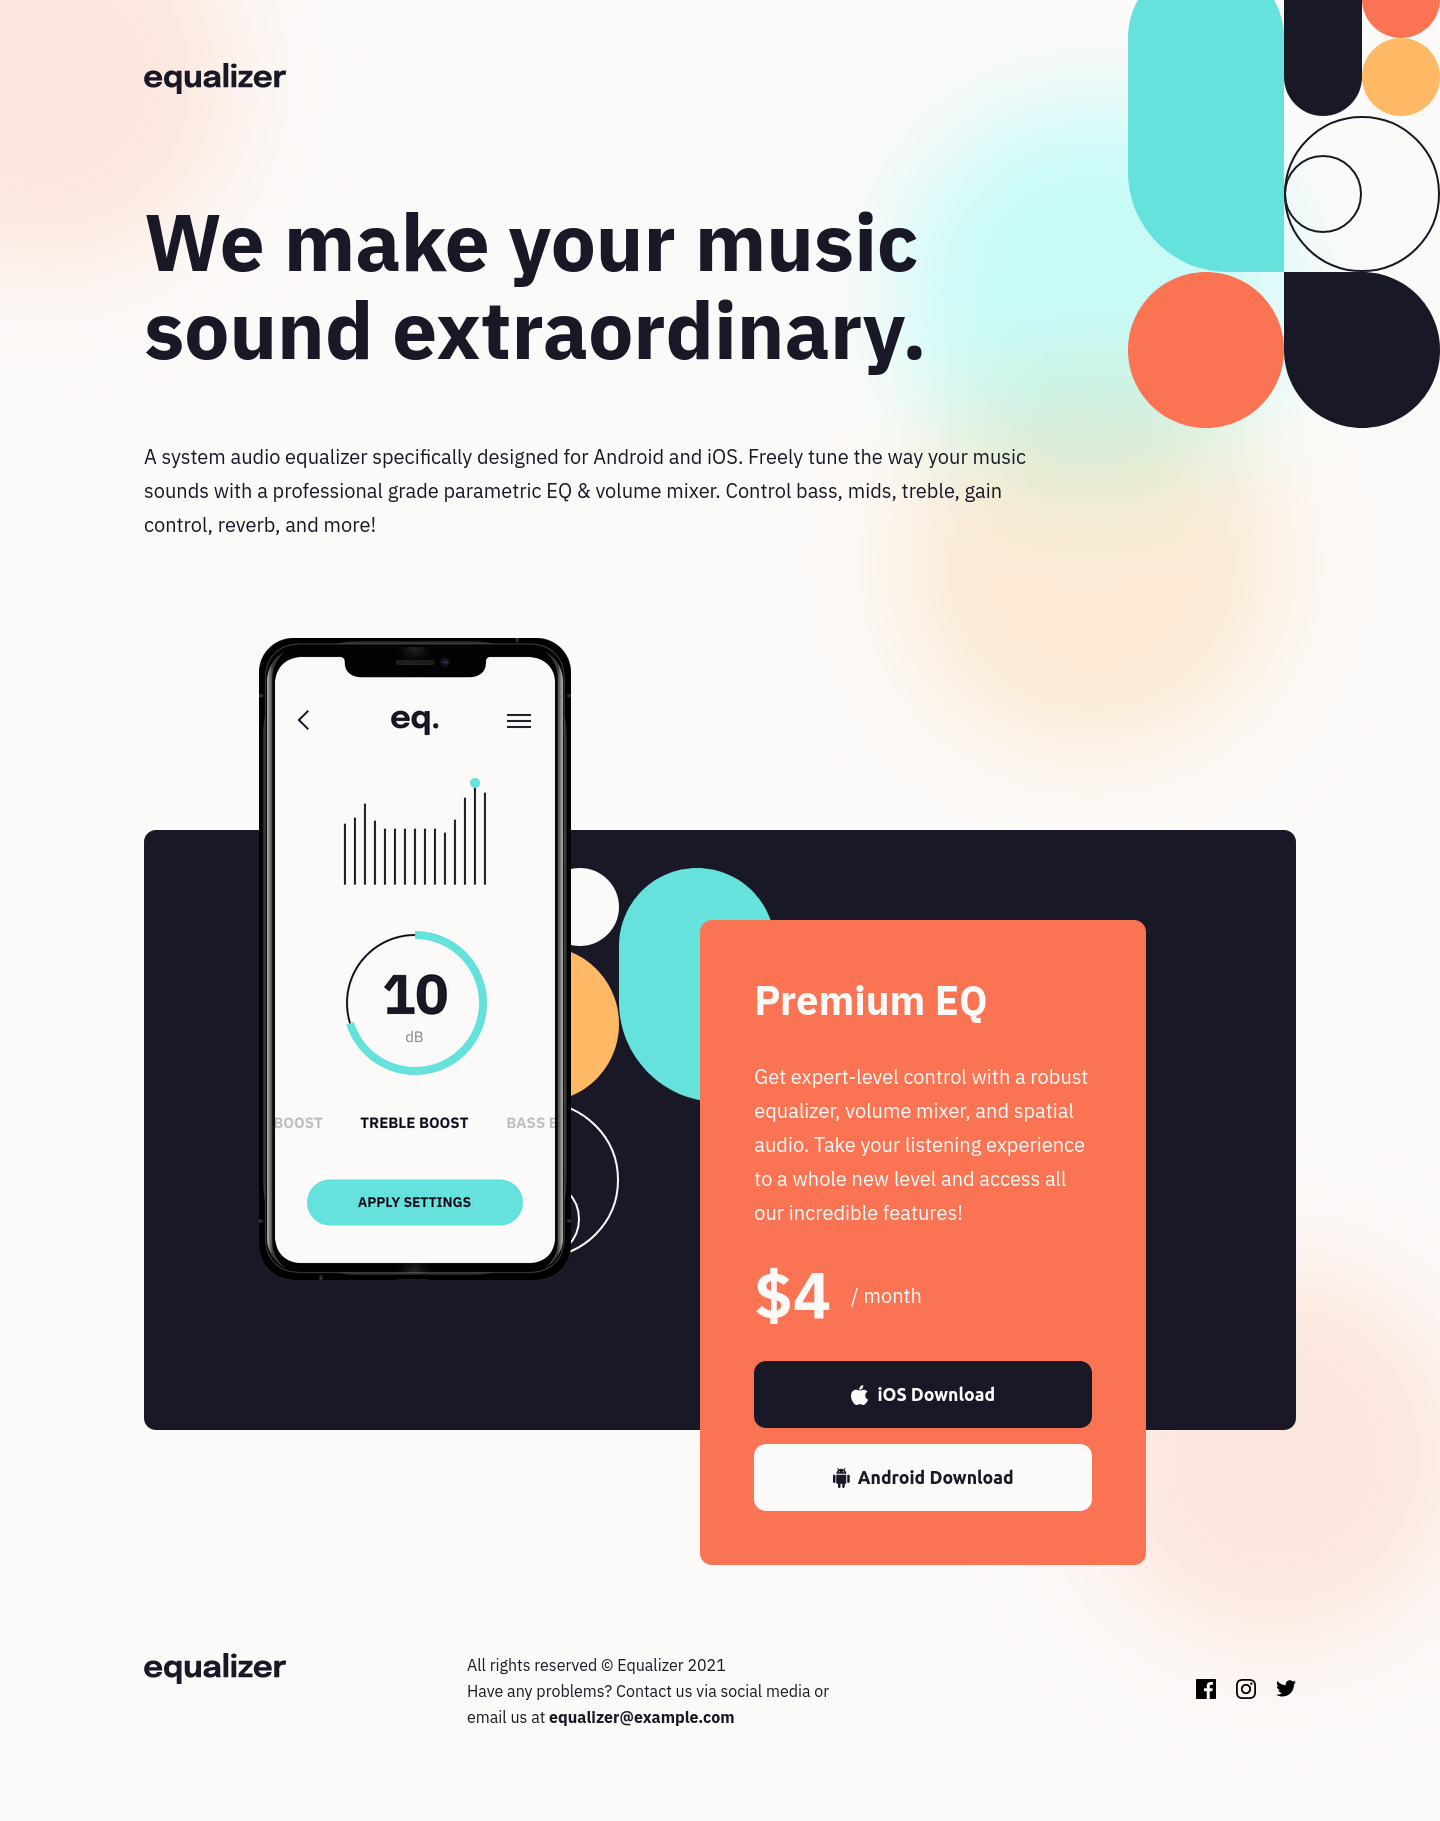 equalizer
We make your music
sound extraordinary.
A system audio equalizer specifically designed for Android and iOS. Freely tune the way your music
sounds with a professional grade parametric EQ & volume mixer. Control bass, mids, treble, gain
control, reverb, and more!
eq.
10
dB
BOOST TREBLE BOOST BASS
APPLY SETTINGS
Premium EQ
Get expert-level control with a robust
equalizer, volume mixer, and spatial
audio. Take your listening experience
to a whole new level and access all
our incredible features!
$4 / month
iOS Download
Android Download
equalizer
All rights reserved © Equalizer 2021
Have any problems? Contact us via social media or
email us at equalizer@example.com